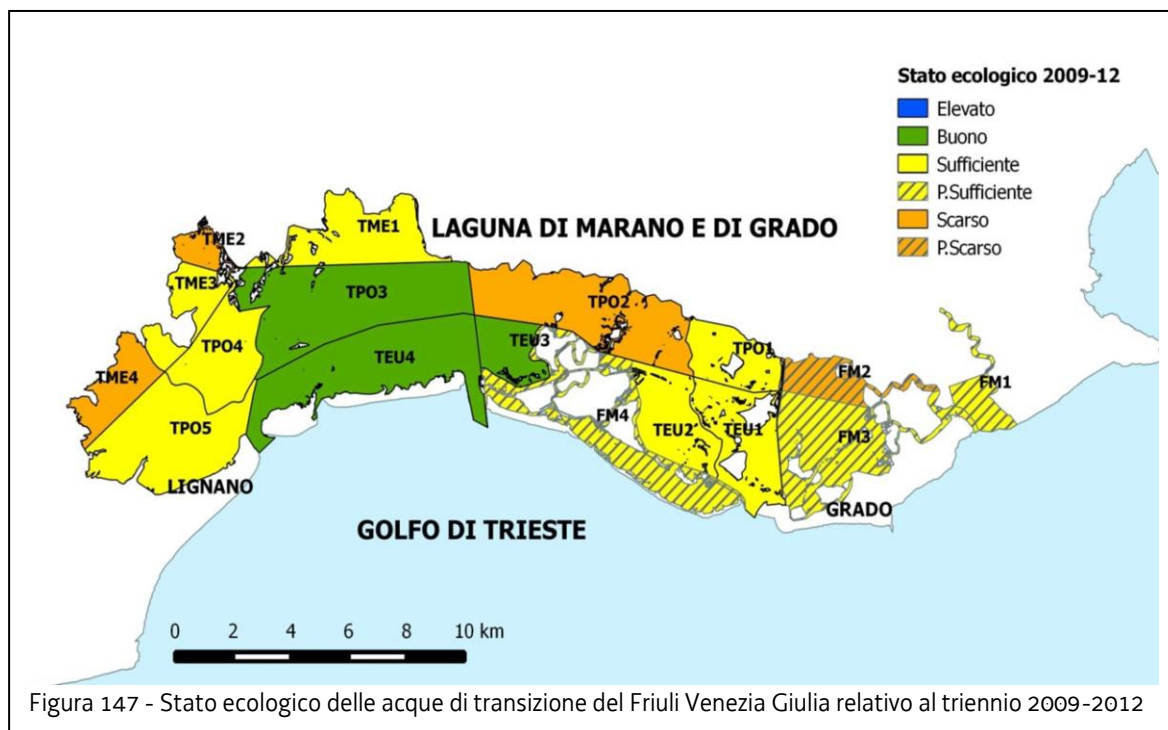 Stato ecologico 2009-12
Elevato
Buono
Sufficiente
P.Sufficiente
Scarso
P.Scarso
LAGUNA DI MARANO E DI GRADO
TME1
TME2
TME3
TPO3
TPO2
TPO4
TEU3
TPO1
TEU4
TME4
FM2
FM1
FM4
TPO5
TEU2
TEU1
FM3
LIGNANO
GRADO
GOLFO DI TRIESTE
0 2 4 6 8 10 km
Figura 147 - Stato ecologico delle acque di transizione del Friuli Venezia Giulia relativo al triennio 2009-2012